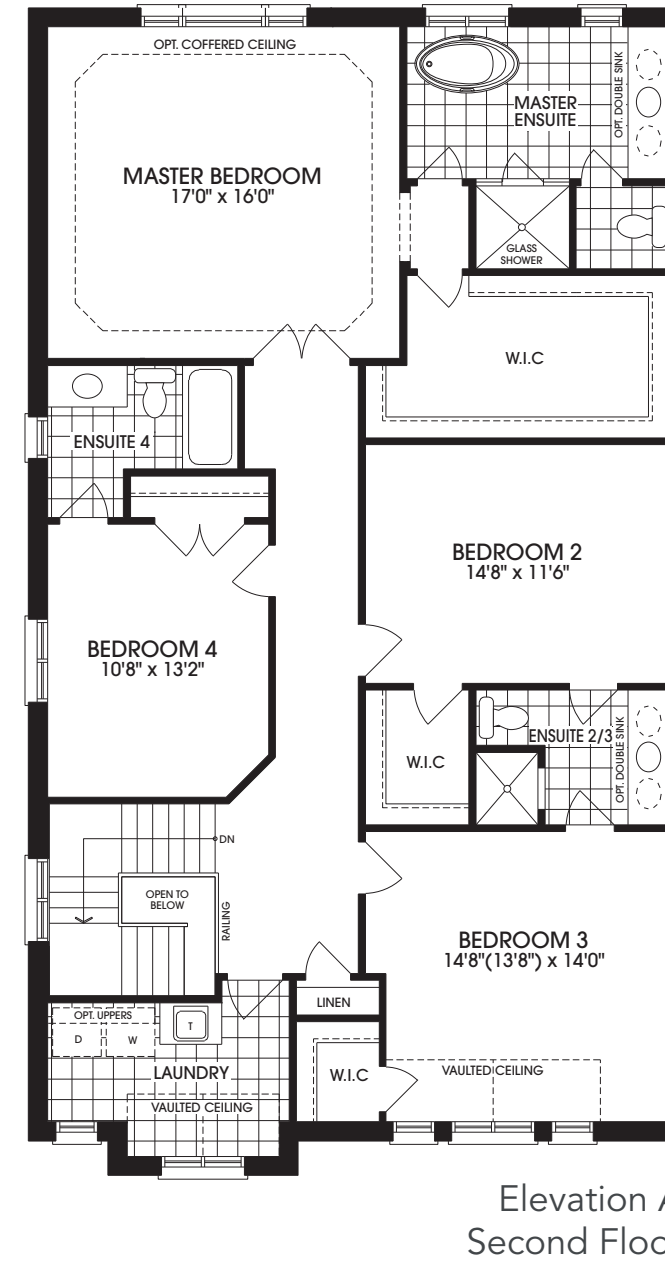 OPT. COFFERED CEILING
MASTER BEDROOM
17'0" x 16'0"
MASTER
ENSUITE
OPT. DOUBLE SINK
GLASS
SHOWER
W.I.C
ENSUITE 4
BEDROOM 2
14'8" x 11'6"
BEDROOM 4
10'8" x 13'2"
W.I.C
ENSUITE 2/3
OPT. DOUBLE SINK
DN
OPEN TO
BELOW
RAILING
BEDROOM 3
14'8"(13'8") x 14'0"
LINEN
OPT. UPPERS
D
W
T
LAUNDRY
VAULTED CEILING
W.I.C
VAULTED CEILING
Elevation A
Second Floo